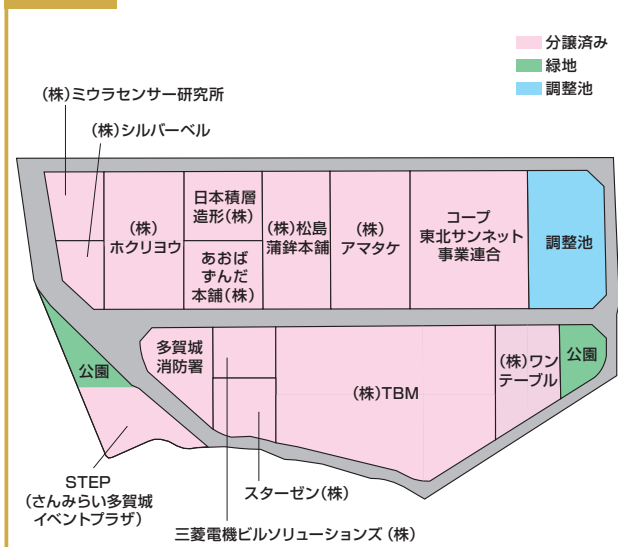 分譲済み
緑地
調整池
(株)ミウラセンサー研究所
(株)シルバーベル
(株)
ホクリヨウ
日本積層
造形(株)
あおば
ずんだ
本舗(株)
(株)松島
蒲鉾本舗
(株)
アマタケ
コープ
東北サンネット
事業連合
調整池
公園
多賀城
消防署
(株)TBM
(株)ワン
テーブル
公園
STEP
(さんみらい多賀城
イベントプラザ)
スターゼン(株)
三菱電機ビルソリューションズ(株)